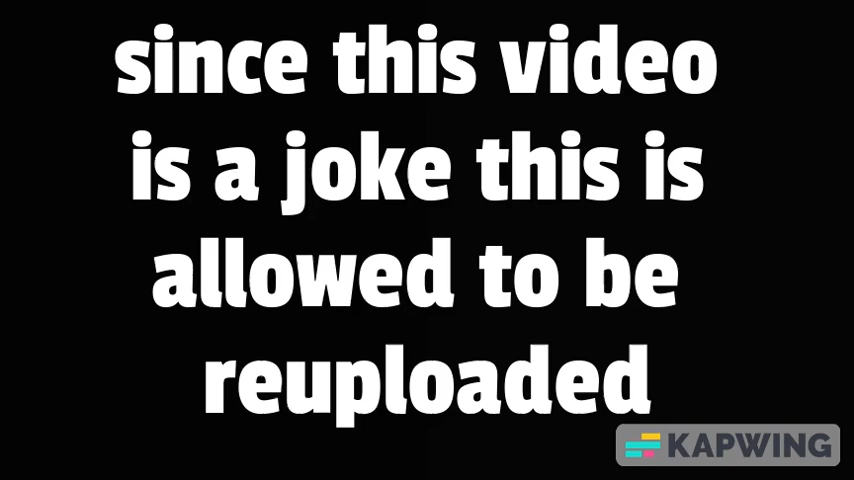 since this video
is a joke this is
allowed to be
reuploaded
KAPWING